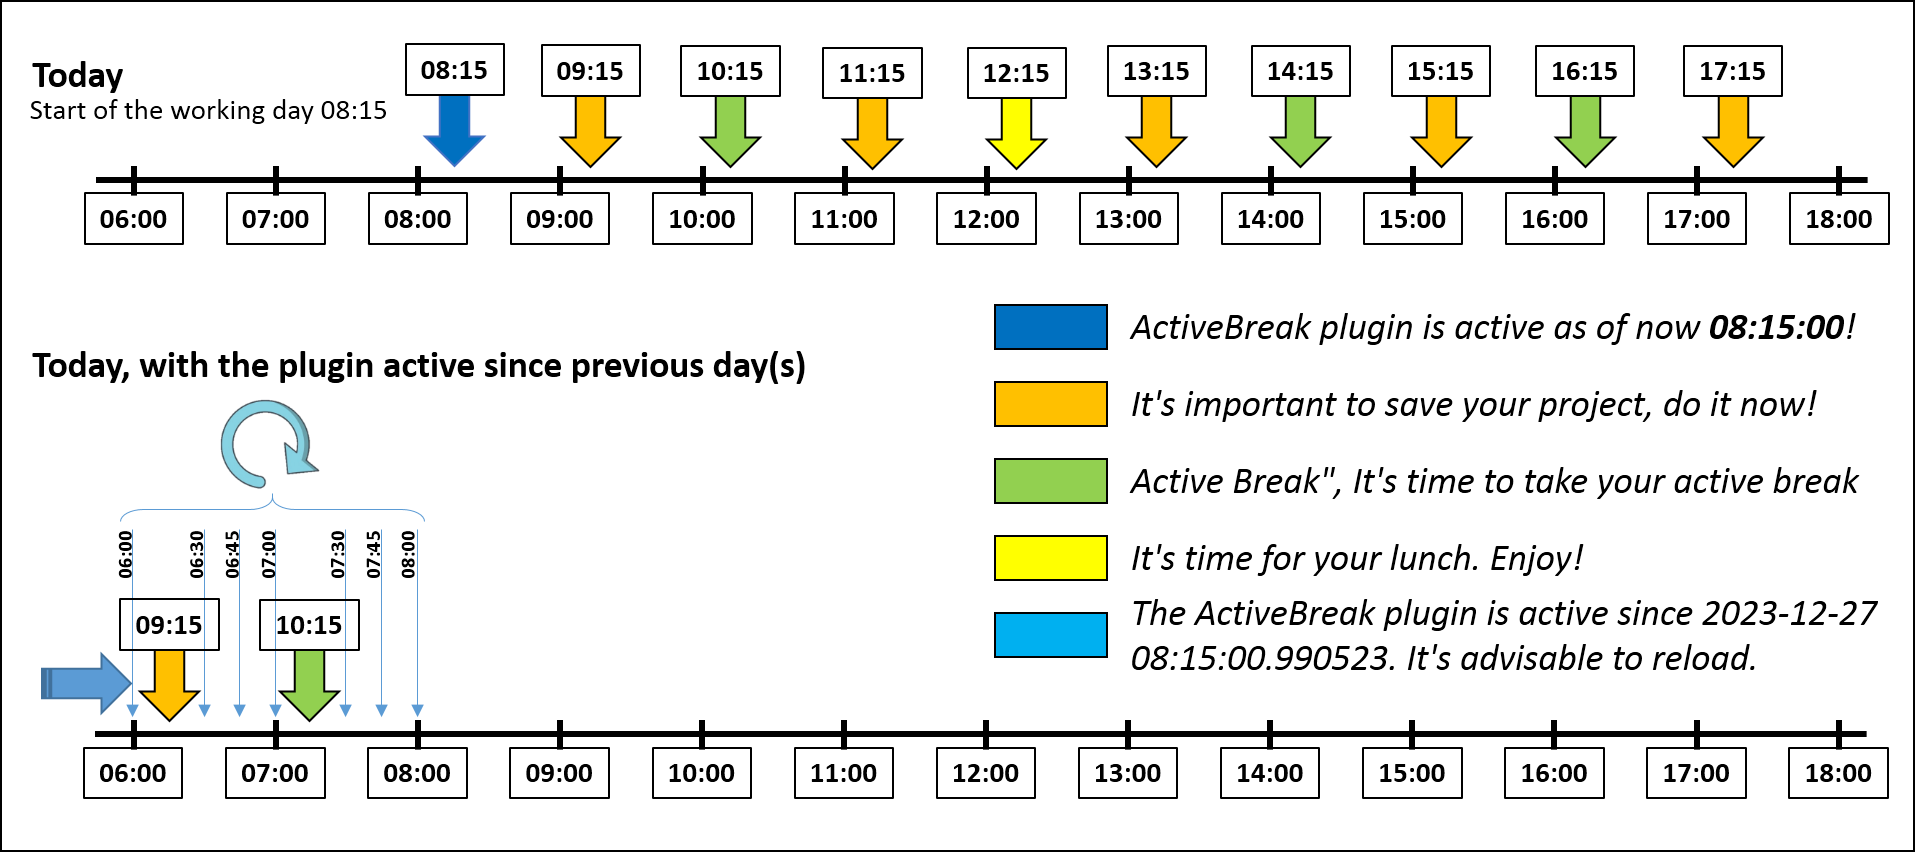 Today
Start of the working day 08:15
08:15 09:15 10:15 11:15 12:15 13:15 14:15 15:15 16:15 17:15
06:00 07:00 08:00 09:00 10:00 11:00 12:00 13:00 14:00 15:00 16:00 17:00 18:00
Today, with the plugin active since previous day(s)
ActiveBreak plugin is active as of now 08:15:00!
It's important to save your project, do it now!
Active Break", It's time to take your active break
It's time for your lunch. Enjoy!
The ActiveBreak plugin is active since 2023-12-27
08:15:00.990523. It's advisable to reload.
06:00 06:30 06:45 07:00 07:30 07:45 08:00
09:15 10:15
06:00 07:00 08:00 09:00 10:00 11:00 12:00 13:00 14:00 15:00 16:00 17:00 18:00